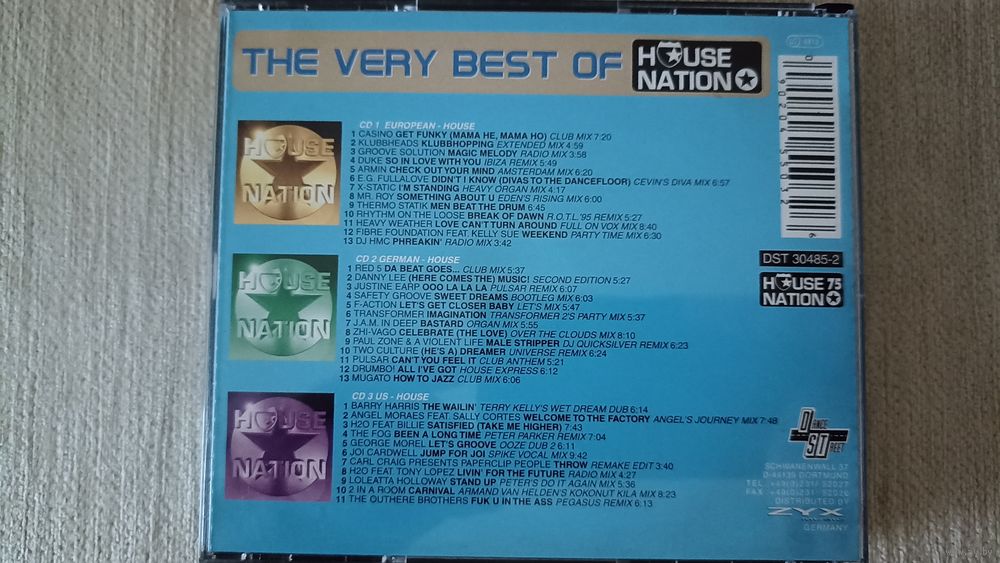 THE VERY BEST OF HOUSE NATION
CD 1 EUROPEAN - HOUSE
1 CASINO GET FUNKY (MAMA HE, MAMA HO) CLUB MIX 7:20
2 KLUBBHEADS KLUBBHOPPING EXTENDED MIX 4:59
3 GROOVE SOLUTION MAGIC MELODY RADIO MIX 3:58
4 DUKE SO IN LOVE WITH YOU IBIZA REMIX 5:49
5 ARMIN CHECK OUT YOUR MIND AMSTERDAM MIX 6:20
6 E.G. FULLALOVE DIDN'T I KNOW (DIVAS TO THE DANCEFLOOR) CEVIN'S DIVA MIX 6:57
7 X-STATIC I'M STANDING HEAVY ORGAN MIX 4:17
8 MR. ROY SOMETHING ABOUT U EDEN'S RISING MIX 6:00
9 THERMO STATIK MEN BEAT THE DRUM 6:45
10 RHYTHM ON THE LOOSE BREAK OF DAWN R.O.T.L.'95 REMIX 5:27
11 HEAVY WEATHER LOVE CAN'T TURN AROUND FULL ON VOX MIX 8:40
12 FIBRE FOUNDATION FEAT. KELLY SUE WEEKEND PARTY TIME MIX 6:30
13 DJ HMC PHREAKIN' RADIO MIX 3:42
HOUSE NATION
CD 2 GERMAN - HOUSE
1 RED 5 DA BEAT GOES... CLUB MIX 5:37
2 DANNY LEE (HERE COMES THE) MUSIC! SECOND EDITION 5:27
3 JUSTINE EARP OOO LA LA LA PULSAR REMIX 6:07
4 SAFETY GROOVE SWEET DREAMS BOOTLEG MIX 6:03
5 F-ACTION LET'S GET CLOSER BABY LET'S MIX 5:47
6 TRANSFORMER IMAGINATION TRANSFORMER 2'S PARTY MIX 5:37
7 J.A.M. IN DEEP BASTARD ORGAN MIX 5:55
8 ZHI-VAGO CELEBRATE (THE LOVE) OVER THE CLOUDS MIX 8:10
9 PAUL ZONE & A VIOLENT LIFE MALE STRIPPER DJ QUICKSILVER REMIX 6:23
10 TWO CULTURE (HE'S A) DREAMER UNIVERSE REMIX 6:24
11 PULSAR CAN'T YOU FEEL IT CLUB ANTHEM 5:21
12 DRUMBO! ALL I'VE GOT HOUSE EXPRESS 6:12
13 MUGATO HOW TO JAZZ CLUB MIX 6:06
HOUSE NATION
CD 3 US - HOUSE
1 BARRY HARRIS THE WAILIN' TERRY KELLY'S WET DREAM DUB 6:14
2 ANGEL MORAES FEAT. SALLY CORTES WELCOME TO THE FACTORY ANGEL'S JOURNEY MIX 7:48
3 H2O FEAT BILLIE SATISFIED (TAKE ME HIGHER) 7:43
4 THE FOG BEEN A LONG TIME PETER PARKER REMIX 7:04
5 GEORGE MOREL LET'S GROOVE OOZE DUB 2 6:11
6 JOI CARDWELL JUMP FOR JOI SPIKE VOCAL MIX 9:42
7 CARL CRAIG PRESENTS PAPERCLIP PEOPLE THROW REMAKE EDIT 3:40
8 H2O FEAT. TONY LOPEZ LIVIN' FOR THE FUTURE RADIO MIX 4:27
9 LOLEATTA HOLLOWAY STAND UP PETER'S DO IT AGAIN MIX 5:36
10 2 IN A ROOM CARNIVAL ARMAND VAN HELDEN'S KOKONUT KILA MIX 8:23
11 THE OUTHERE BROTHERS FUK U IN THE ASS PEGASUS REMIX 6:13
HOUSE NATION
DST 30485-2
HOUSE 75
NATION
DANCE
STREET
SCHWANENWALL 37
DORTMUND
DISTRIBUTED BY
ZYX
GERMANY